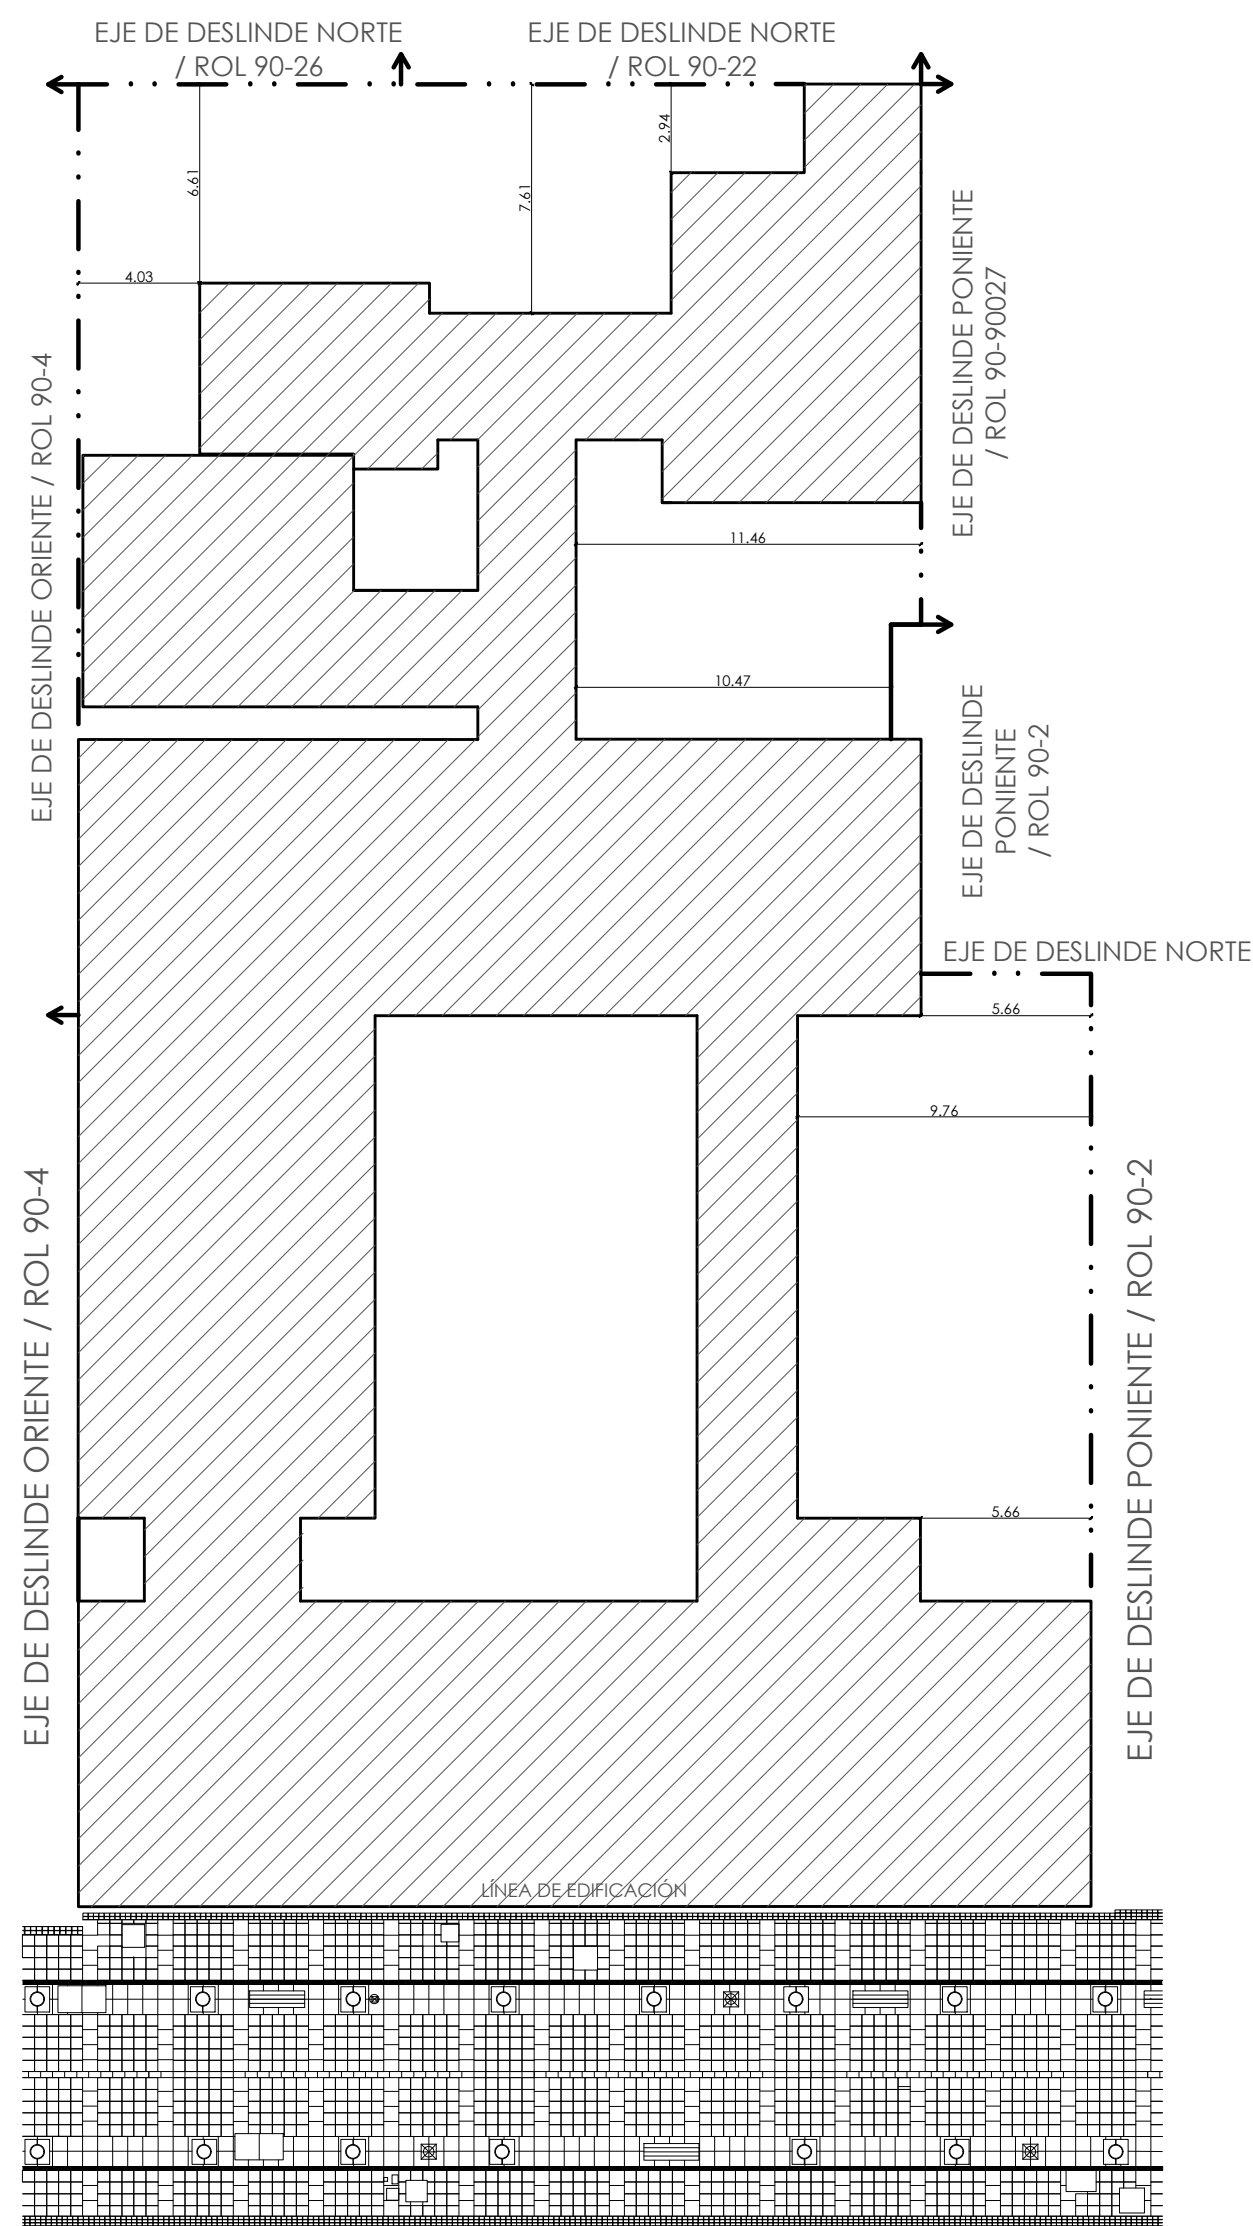 EJE DE DESLINDE NORTE
/ ROL 90-26
EJE DE DESLINDE NORTE
/ ROL 90-22
2.94
6.61
7.61
4.03
EJE DE DESLINDE PONIENTE
/ ROL 90-90027
EJE DE DESLINDE ORIENTE / ROL 90-4
11.46
10.47
EJE DE DESLINDE
PONIENTE
/ ROL 90-2
EJE DE DESLINDE NORTE
5.66
9.76
EJE DE DESLINDE ORIENTE / ROL 90-4
EJE DE DESLINDE PONIENTE / ROL 90-2
5.66
LÍNEA DE EDIFICACIÓN